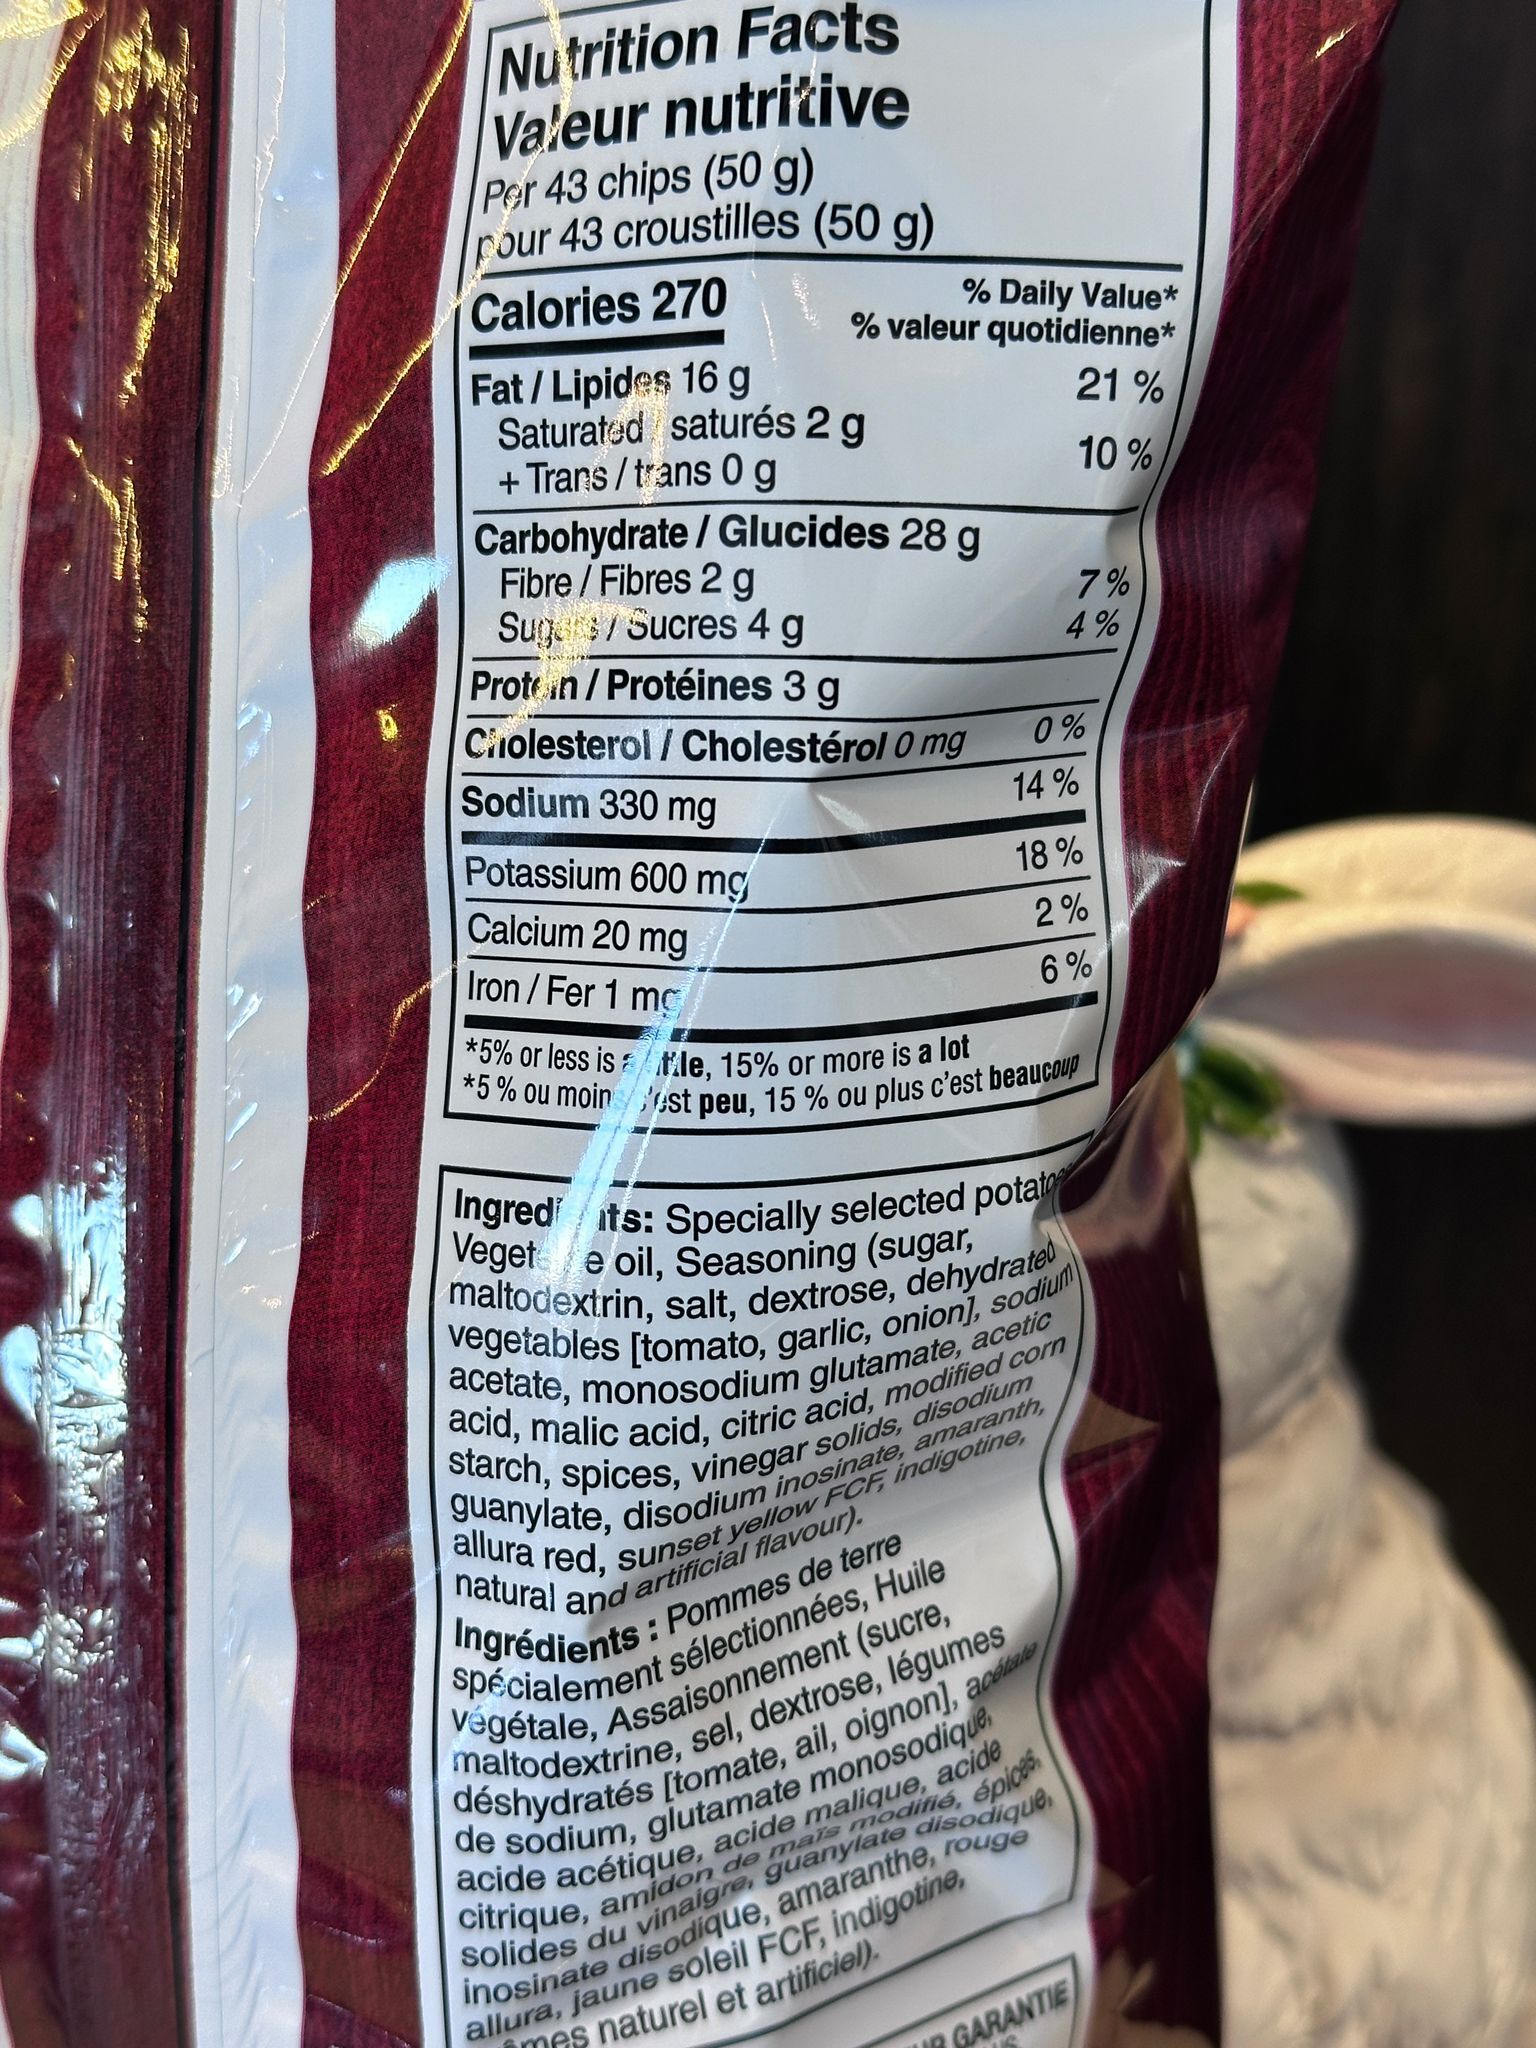 Nutrition Facts
Valeur nutritive
Per 43 chips (50 g)
pour 43 croustilles (50 g)
Calories 270
% Daily Value*
% valeur quotidienne*
Fat / Lipides 16 g 21 %
Saturated / saturés 2 g 10 %
+ Trans / trans 0 g
Carbohydrate / Glucides 28 g
Fibre / Fibres 2 g 7 %
Sugars / Sucres 4 g 4 %
Protein / Protéines 3 g
Cholesterol / Cholestérol 0 mg 0 %
Sodium 330 mg 14 %
Potassium 600 mg 18 %
Calcium 20 mg 2 %
Iron / Fer 1 mg 6 %
*5% or less is a little, 15% or more is a lot
*5 % ou moins c'est peu, 15 % ou plus c'est beaucoup
Ingredients: Specially selected potatoes,
Vegetable oil, Seasoning (sugar,
maltodextrin, salt, dextrose, dehydrated
vegetables [tomato, garlic, onion], sodium
acetate, monosodium glutamate, acetic
acid, malic acid, citric acid, modified corn
starch, spices, vinegar solids, disodium
guanylate, disodium inosinate, amaranth,
allura red, sunset yellow FCF, indigotine,
natural and artificial flavour).
Ingrédients : Pommes de terre
spécialement sélectionnées, Huile
végétale, Assaisonnement (sucre,
maltodextrine, sel, dextrose, légumes
déshydratés [tomate, ail, oignon], acétate
de sodium, glutamate monosodique,
acide acétique, acide malique, acide
citrique, amidon de maïs modifié, épices,
solides du vinaigre, guanylate disodique,
inosinate disodique, amaranthe, rouge
allura, jaune soleil FCF, indigotine,
naturel et artificiel).
GARANTIE